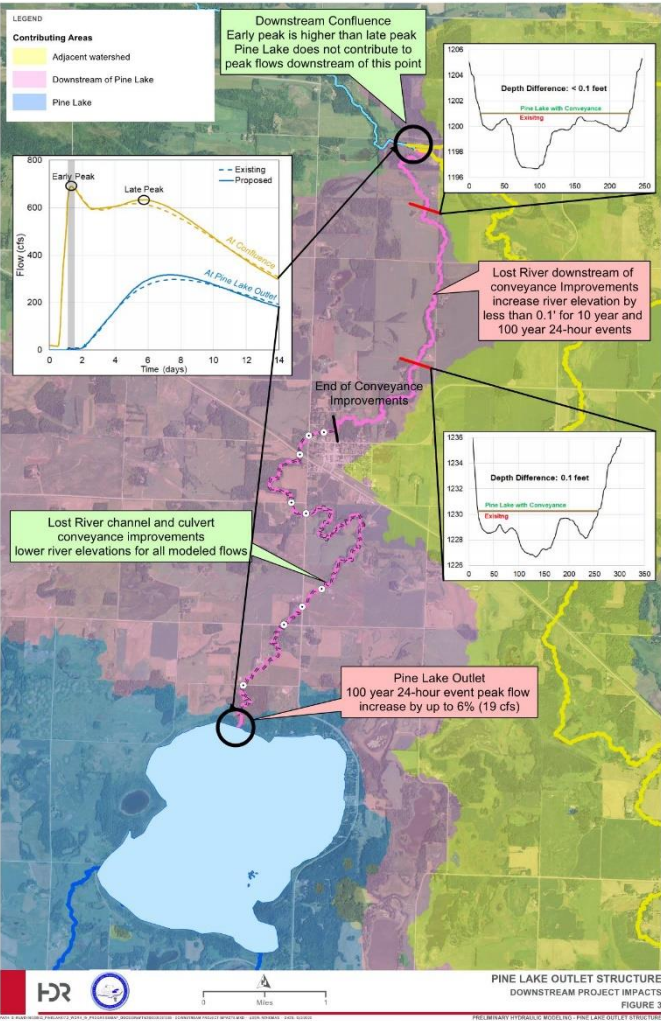 LEGEND
Contributing Areas
Adjacent watershed
Downstream of Pine Lake
Pine Lake
Downstream Confluence
Early peak is higher than late peak
Pine Lake does not contribute to
peak flows downstream of this point
1206
1204
1202
1200
1198
1196
0 50 100 150 200 250
Depth Difference: < 0.1 feet
Pine Lake with Conveyance
Exisitng
800
600
400
200
0
Flow (cfs)
0 2 4 6 8 10 12 14
Time (days)
Early Peak
Late Peak
Existing
Proposed
At Confluence
At Pine Lake Outlet
Lost River downstream of
conveyance Improvements
increase river elevation by
less than 0.1' for 10 year and
100 year 24-hour events
End of Conveyance
Improvements
1236
1234
1232
1230
1228
1226
0 50 100 150 200 250 300 350
Depth Difference: 0.1 feet
Pine Lake with Conveyance
Exisitng
Lost River channel and culvert
conveyance improvements
lower river elevations for all modeled flows
Pine Lake Outlet
100 year 24-hour event peak flow
increase by up to 6% (19 cfs)
HDR
0 1
Miles
PINE LAKE OUTLET STRUCTURE
DOWNSTREAM PROJECT IMPACTS
FIGURE 3
PRELIMINARY HYDRAULIC MODELING - PINE LAKE OUTLET STRUCTURE